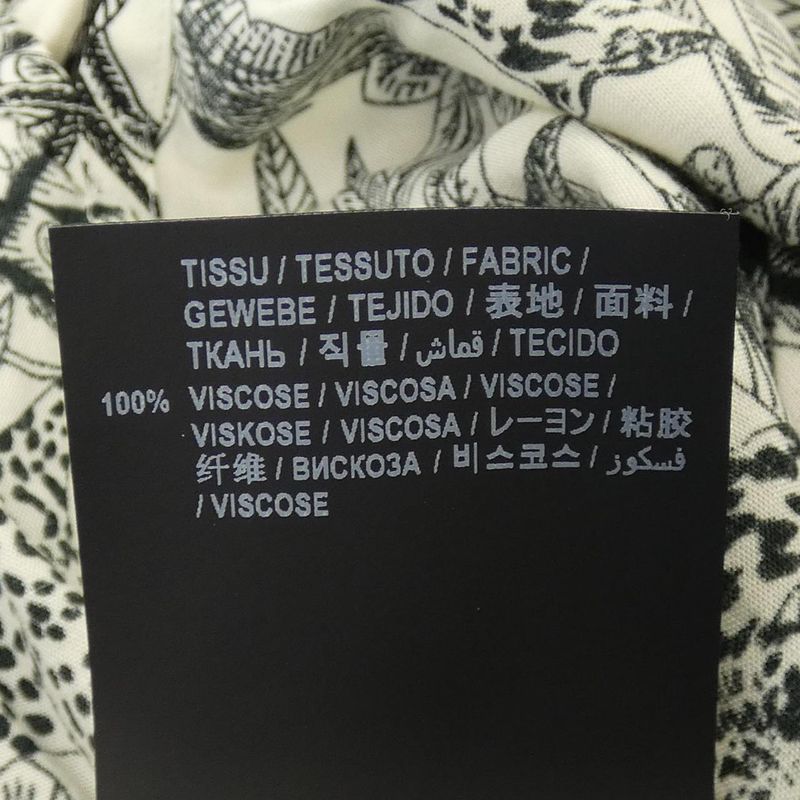 TISSU / TESSUTO / FABRIC /
GEWEBE / TEJIDO / 表地 / 面料 /
ТКАНЬ / 직물 / قماش / TECIDO
100% VISCOSE / VISCOSA / VISCOSE /
VISKOSE / VISCOSA / レーヨン / 粘胶
纤维 / ВИСКОЗА / 비스코스 / فسكوز
/ VISCOSE